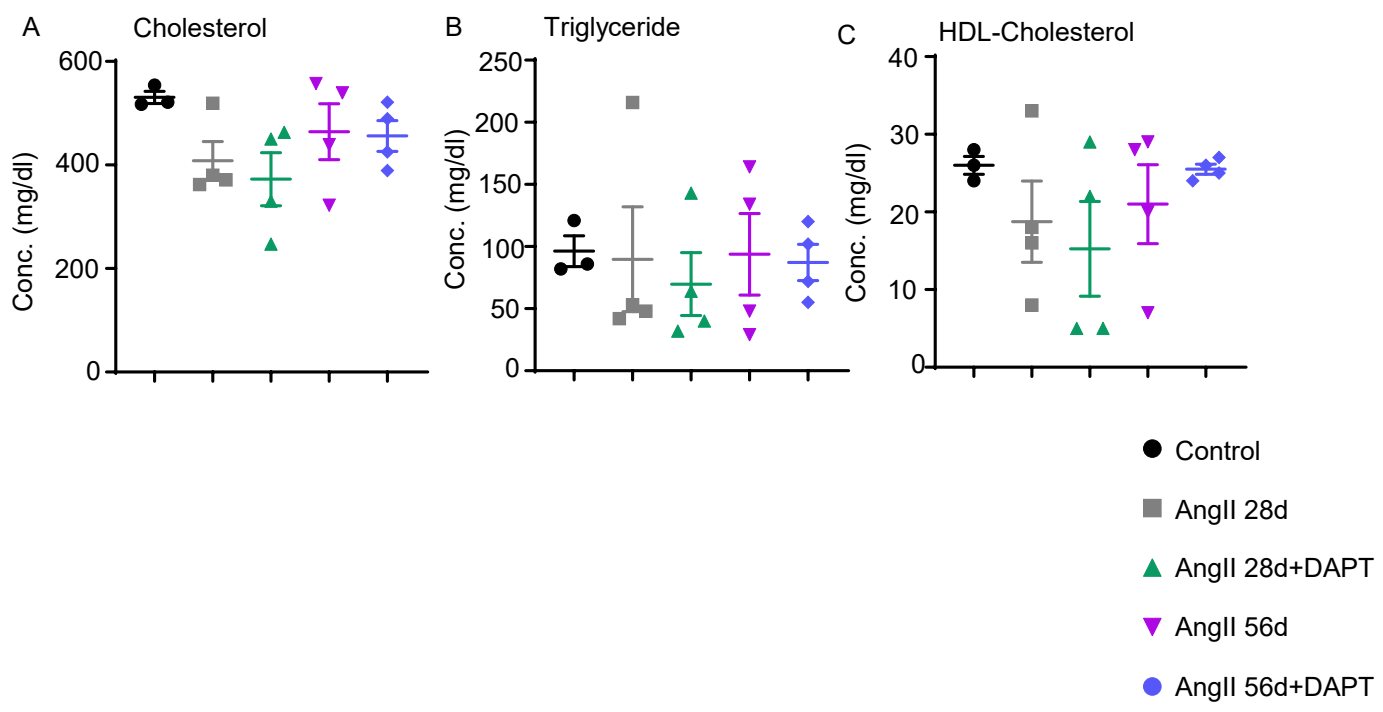 A
Cholesterol
600
400
200
0
Conc. (mg/dl)
B
Triglyceride
250
200
150
100
50
0
Conc. (mg/dl)
C
HDL-Cholesterol
40
30
20
10
0
Conc. (mg/dl)
Control
AngII 28d
AngII 28d+DAPT
AngII 56d
AngII 56d+DAPT